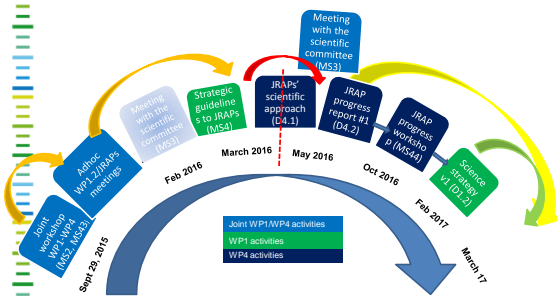 Joint
workshop
WP1-WP4
(MS2, MS43)
Adhoc
WP1.2/JRAPs
meetings
Meeting
with the
scientific
committee
(MS3)
Strategic
guideline
s to JRAPs
(MS4)
JRAPs'
scientific
approach
(D4.1)
Meeting
with the
scientific
committee
(MS3)
JRAP
progress
report #1
(D4.2)
JRAP
progress
worksho
p (MS44)
Science
strategy
v1 (D1.2)
Sept 29, 2015
Feb 2016
March 2016
May 2016
Oct 2016
Feb 2017
March 17
Joint WP1/WP4 activities
WP1 activities
WP4 activities